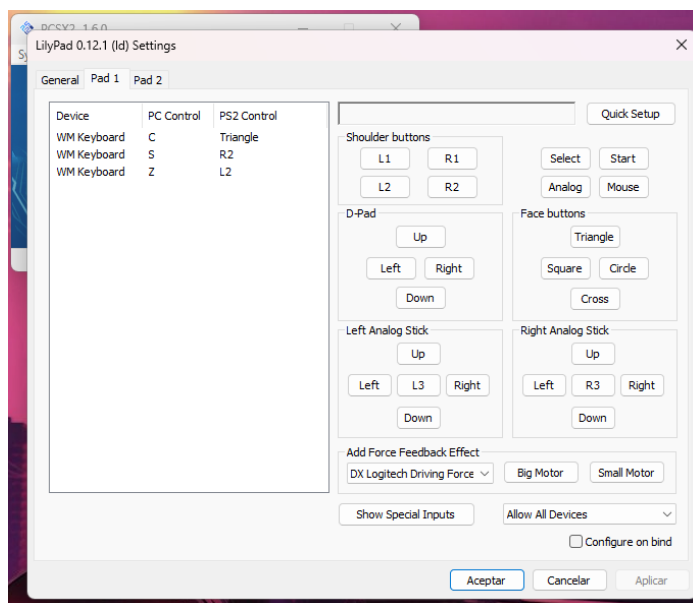 PCSX2 1.6.0
LilyPad 0.12.1 (ld) Settings
General Pad 1 Pad 2
Device PC Control PS2 Control
WM Keyboard C Triangle
WM Keyboard S R2
WM Keyboard Z L2
Quick Setup
Shoulder buttons
L1 R1
L2 R2
Select Start
Analog Mouse
D-Pad
Up
Left Right
Down
Face buttons
Triangle
Square Circle
Cross
Left Analog Stick
Up
Left L3 Right
Down
Right Analog Stick
Up
Left R3 Right
Down
Add Force Feedback Effect
DX Logitech Driving Force Big Motor Small Motor
Show Special Inputs Allow All Devices
Configure on bind
Aceptar Cancelar Aplicar